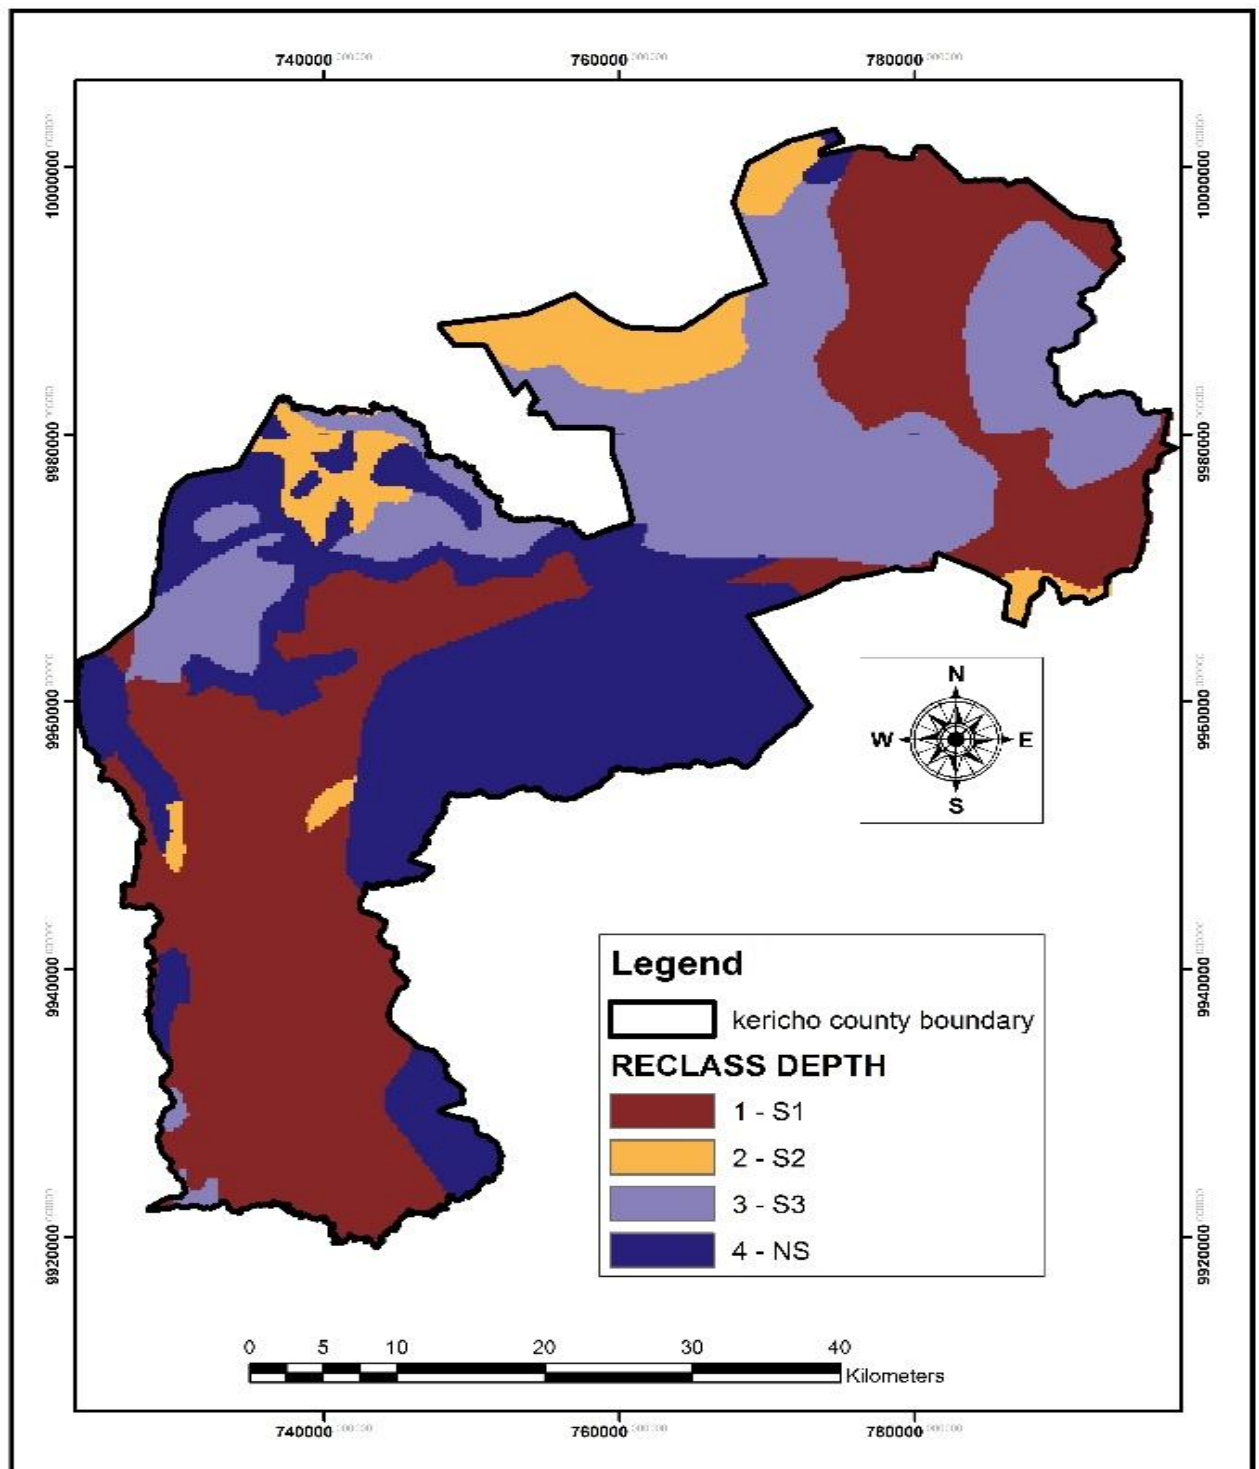 740000 760000 780000
10000000 10000000
9980000 9980000
9960000 9960000
9940000 9940000
9920000 9920000
N
W E
S
Legend
kericho county boundary
RECLASS DEPTH
1 - S1
2 - S2
3 - S3
4 - NS
0 5 10 20 30 40
Kilometers
740000 760000 780000